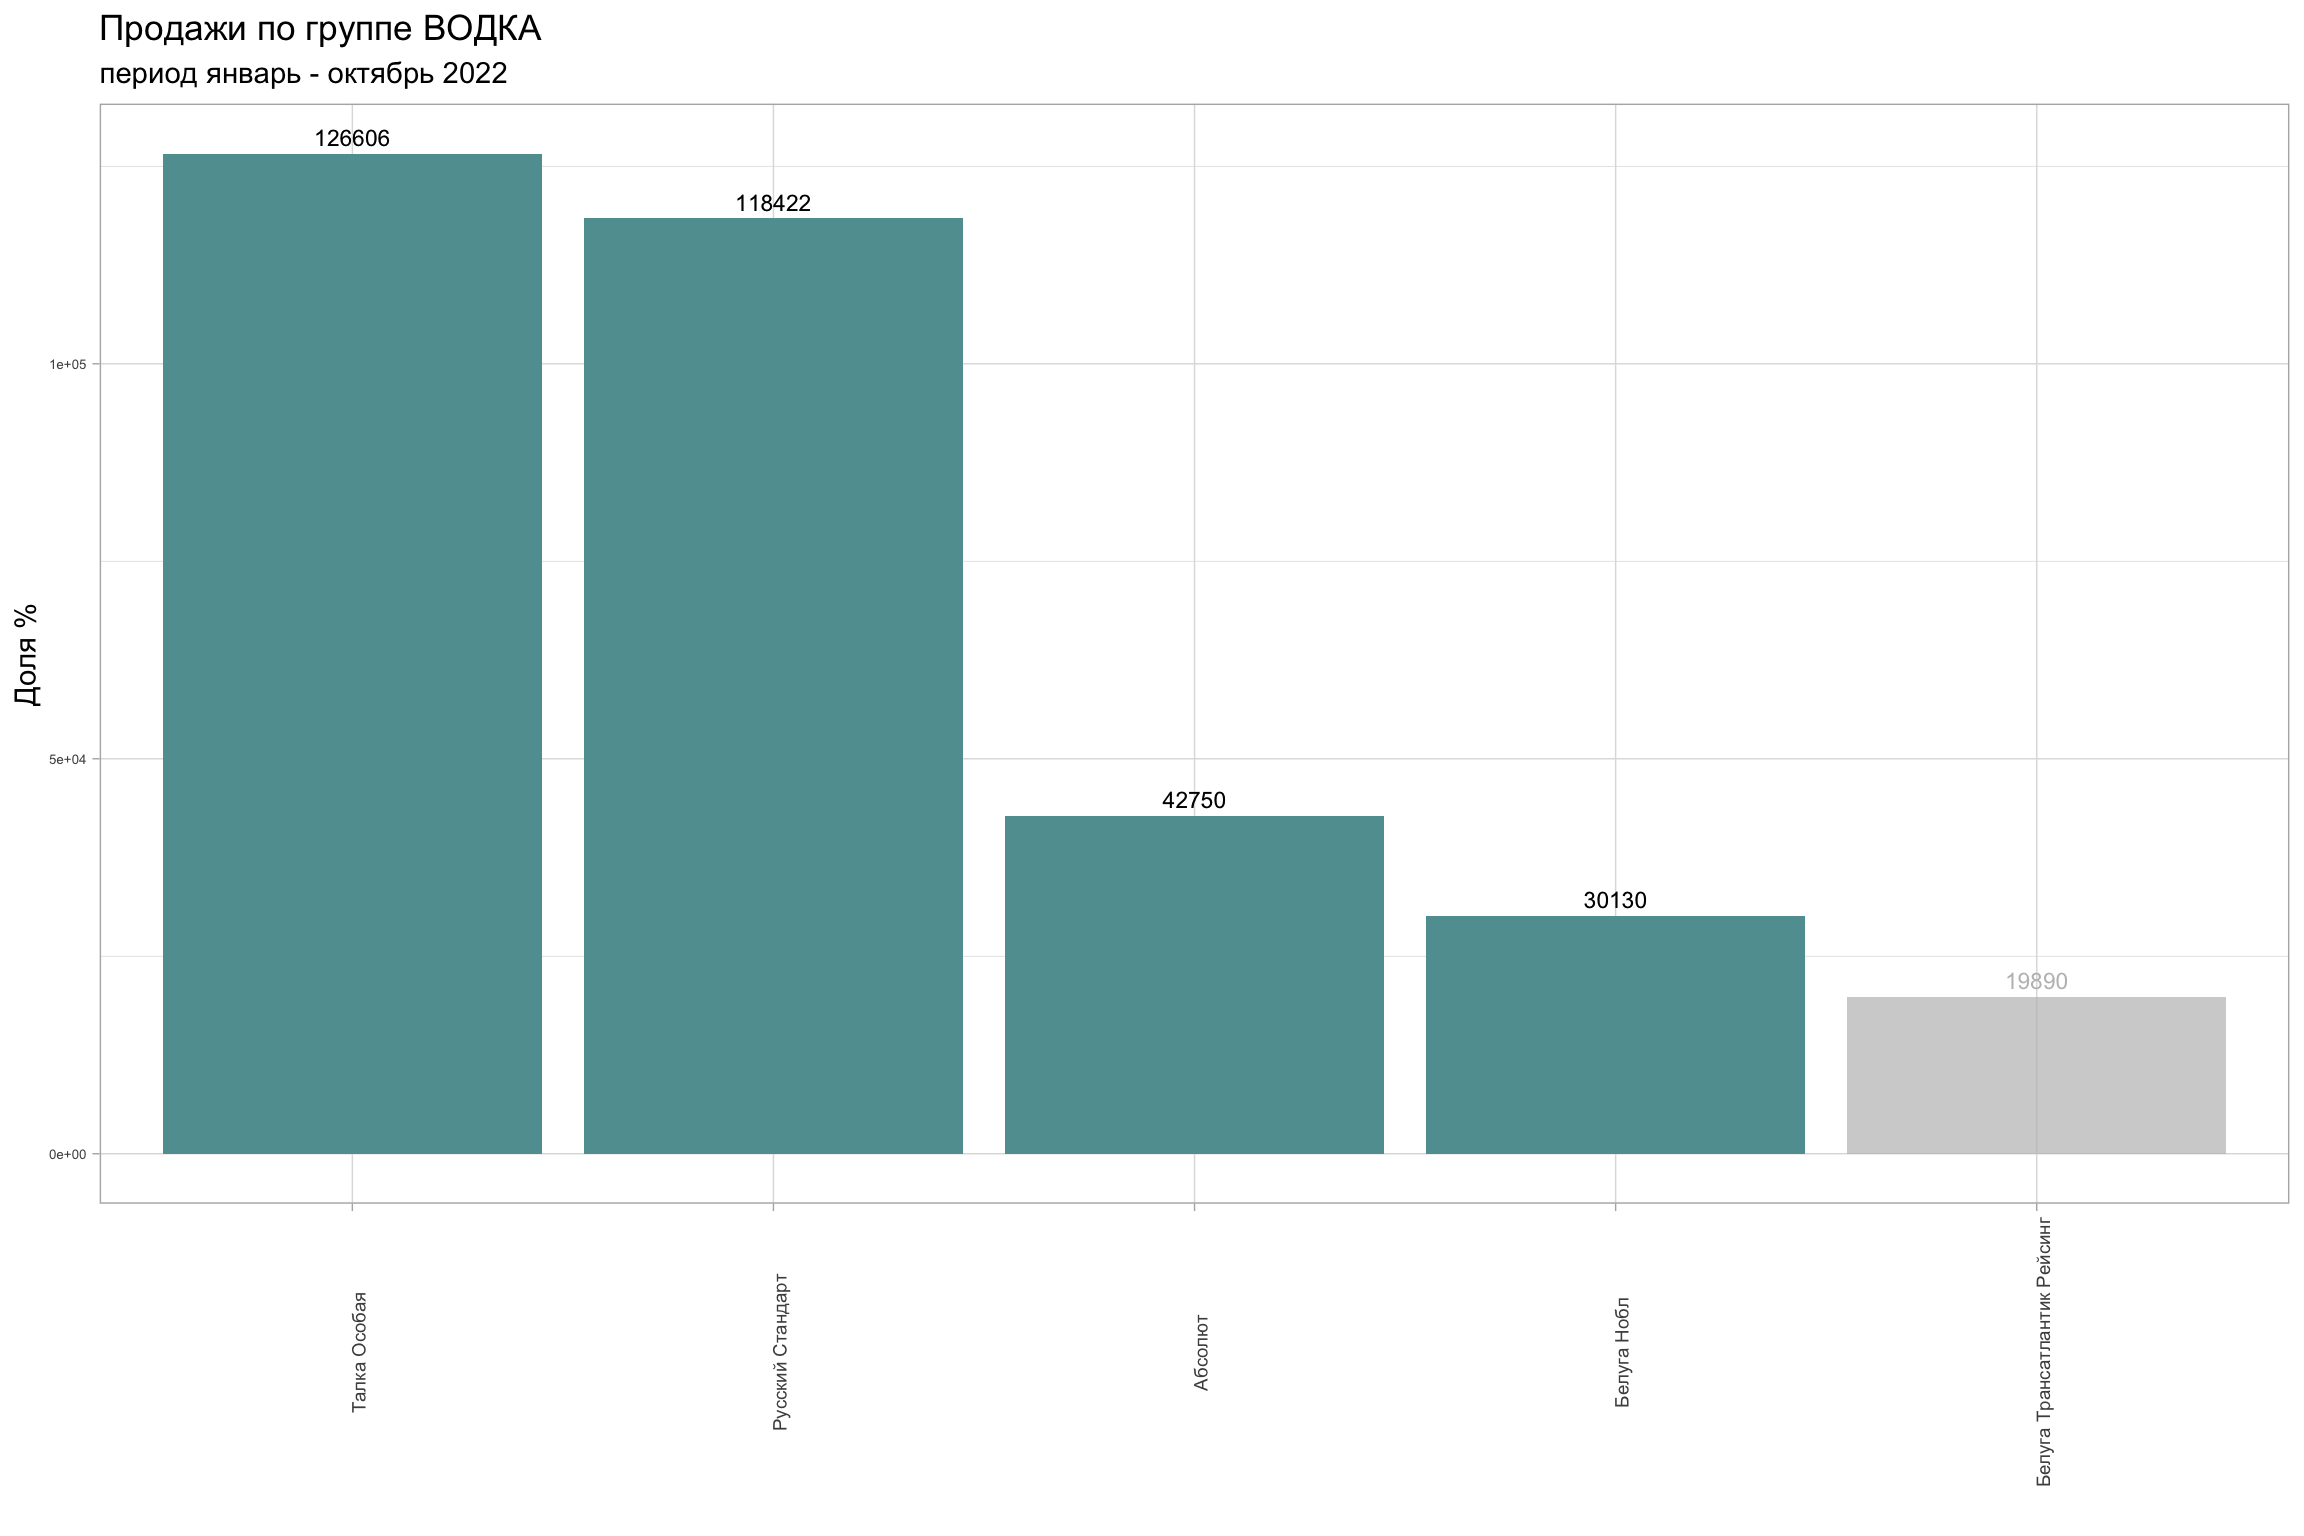 Продажи по группе ВОДКА
период январь - октябрь 2022
Доля %
1e+05
5e+04
0e+00
126606
118422
42750
30130
19890
Талка Особая
Русский Стандарт
Абсолют
Белуга Нобл
Белуга Трансатлантик Рейсинг